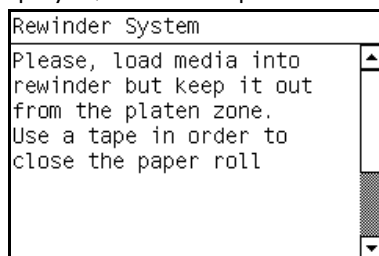 Rewinder System
Please, load media into
rewinder but keep it out
from the platen zone.
Use a tape in order to
close the paper roll